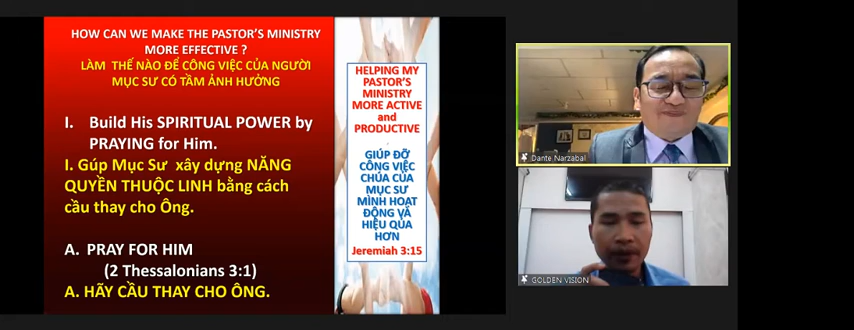 HOW CAN WE MAKE THE PASTOR'S MINISTRY
MORE EFFECTIVE ?
LÀM THẾ NÀO ĐỂ CÔNG VIỆC CỦA NGƯỜI
MỤC SƯ CÓ TẦM ẢNH HƯỞNG
I. Build His SPIRITUAL POWER by
PRAYING for Him.
I. Gúp Mục Sư xây dựng NĂNG
QUYỀN THUỘC LINH bằng cách
cầu thay cho Ông.
A. PRAY FOR HIM
(2 Thessalonians 3:1)
A. HÃY CẦU THAY CHO ÔNG.
HELPING MY
PASTOR'S
MINISTRY
MORE ACTIVE
and
PRODUCTIVE
GIÚP ĐỠ
CÔNG VIỆC
CHÚA CỦA
MỤC SƯ
MÌNH HOẠT
ĐỘNG VÀ
HIỆU QỦA
HƠN
Jeremiah 3:15
Dante Narzabal
GOLDEN VISION